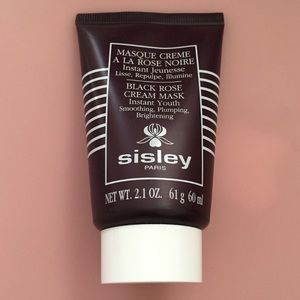 MASQUE CREME
A LA ROSE NOIRE
Instant Jeunesse
Lisse, Repulpe, Illumine
BLACK ROSE
CREAM MASK
Instant Youth
Smoothing, Plumping,
Brightening
sisley
PARIS
NET WT. 2.1 OZ. 61 g 60 ml